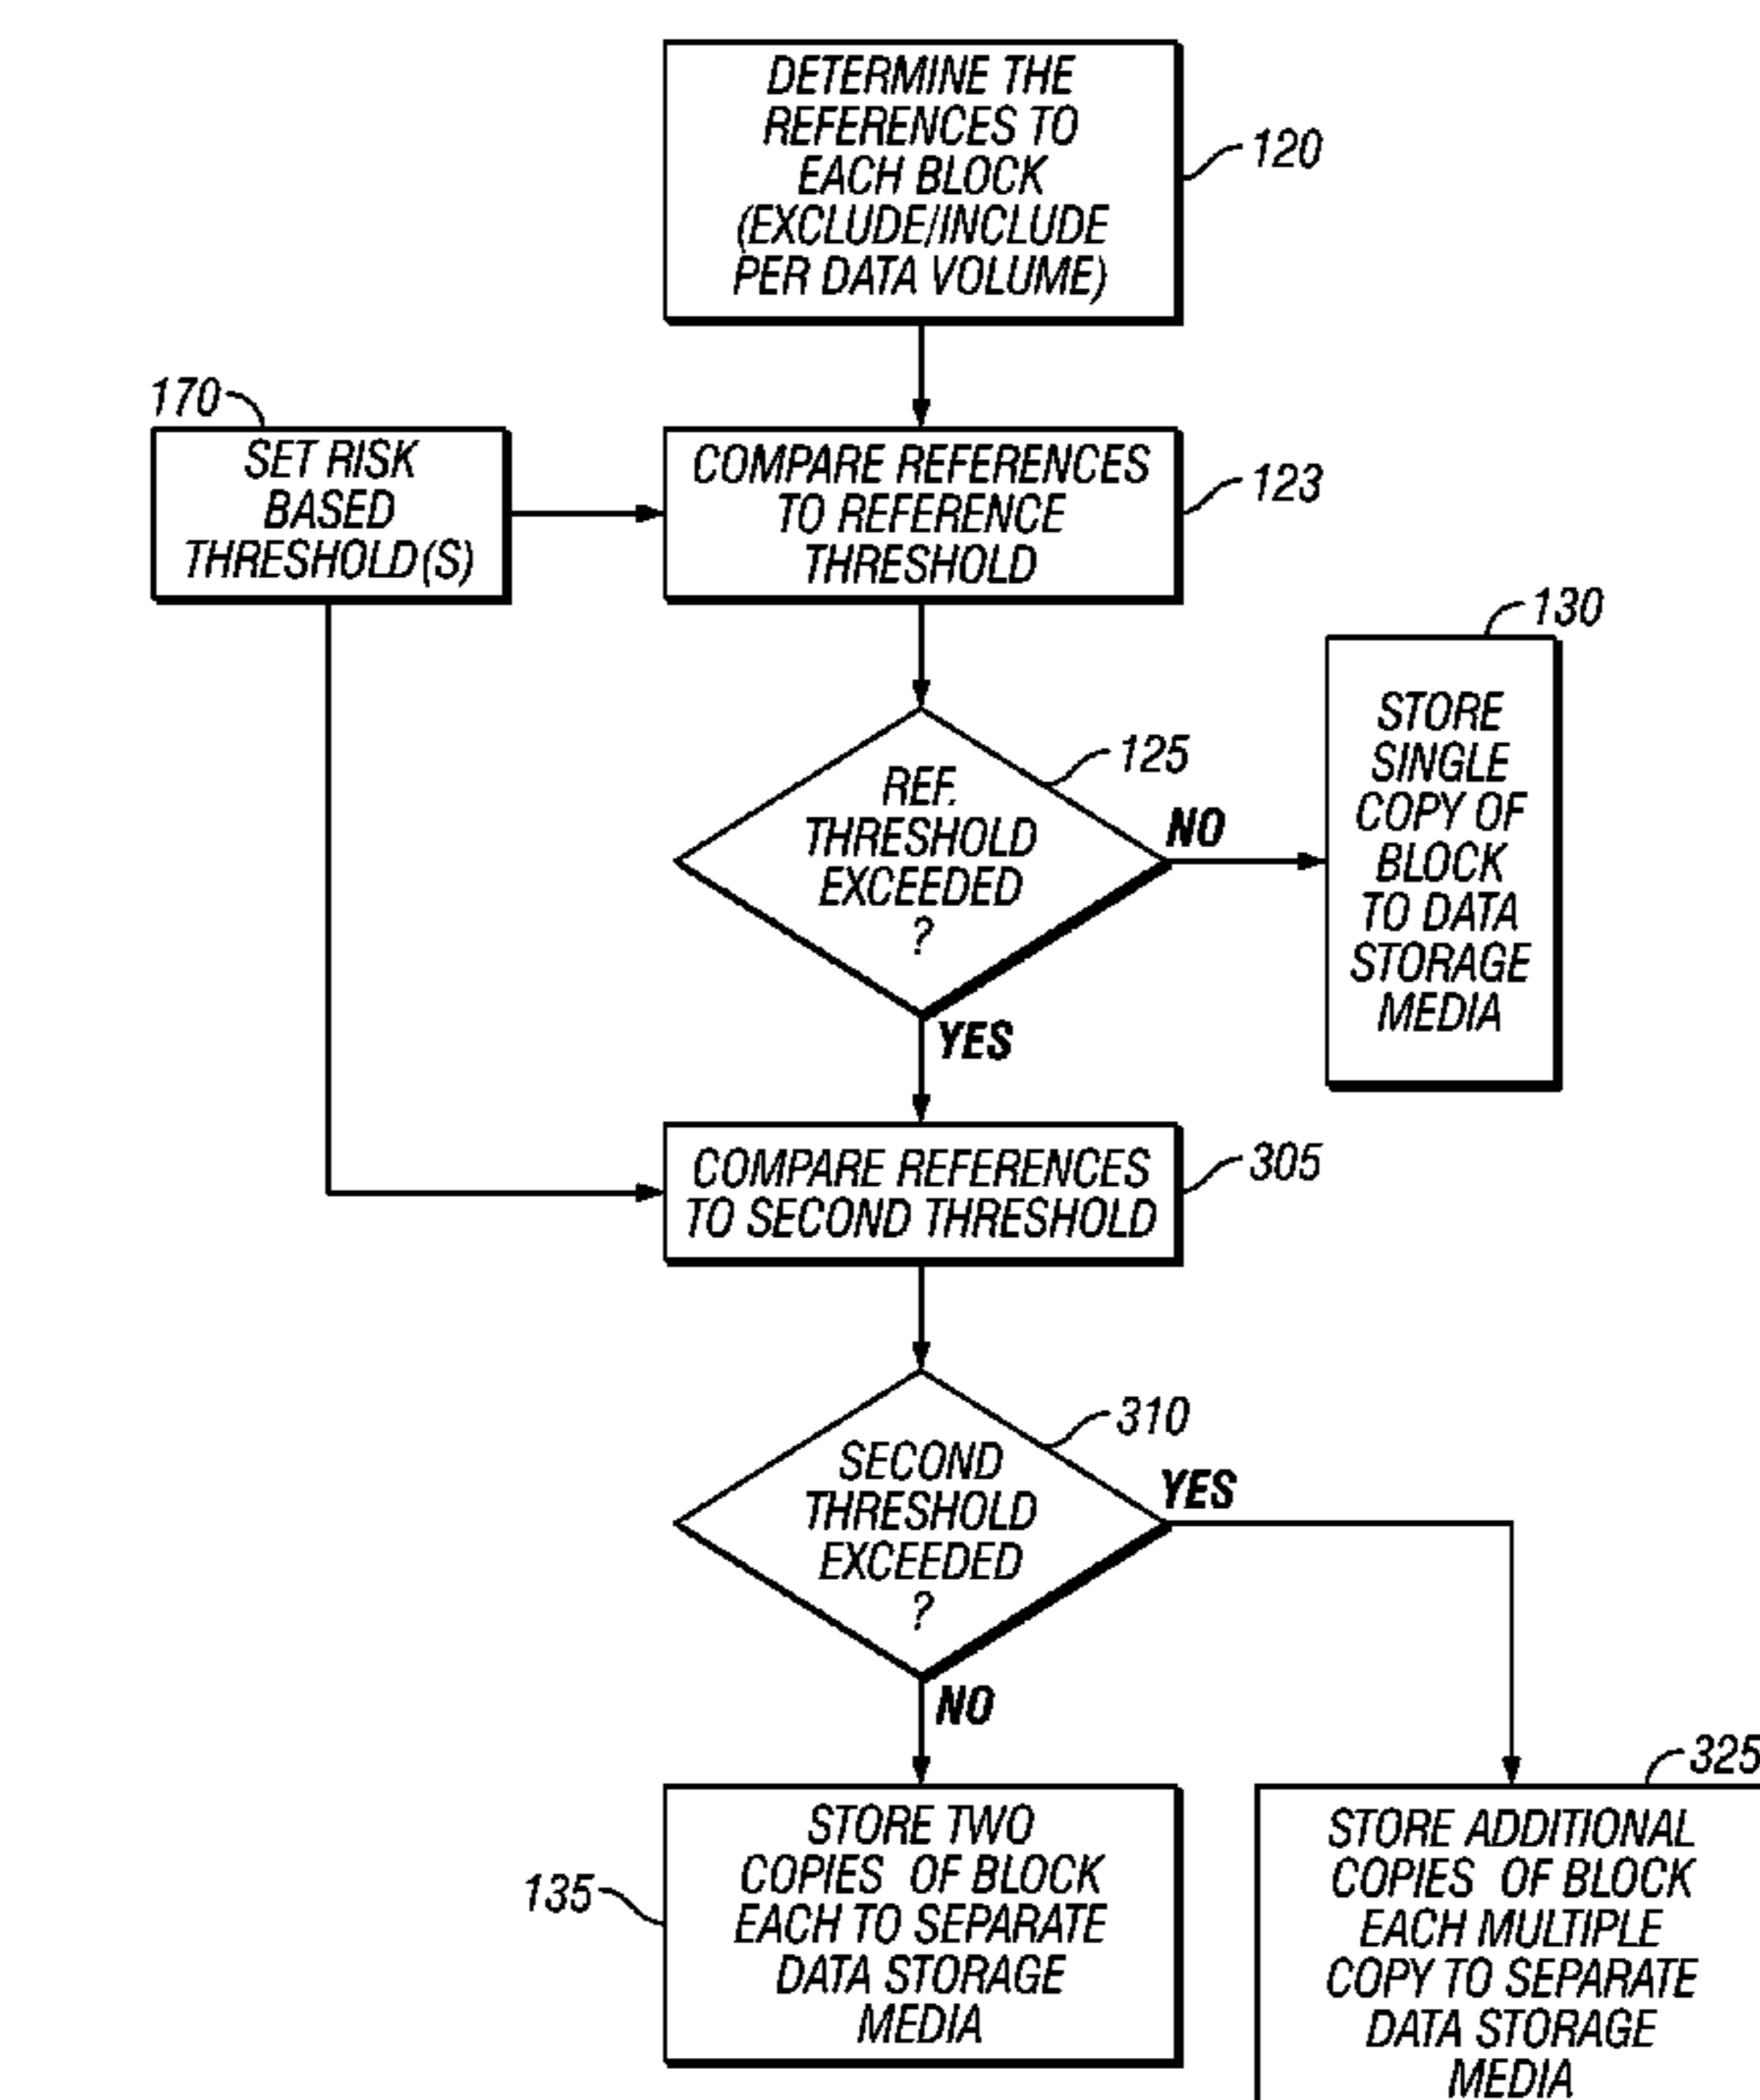 DETERMINE THE
REFERENCES TO
EACH BLOCK
(EXCLUDE/INCLUDE
PER DATA VOLUME)
120
170
SET RISK
BASED
THRESHOLD(S)
COMPARE REFERENCES
TO REFERENCE
THRESHOLD
123
130
STORE
SINGLE
COPY OF
BLOCK
TO DATA
STORAGE
MEDIA
125
REF.
THRESHOLD
EXCEEDED
?
NO
YES
COMPARE REFERENCES
TO SECOND THRESHOLD
305
310
SECOND
THRESHOLD
EXCEEDED
?
YES
NO
135
STORE TWO
COPIES OF BLOCK
EACH TO SEPARATE
DATA STORAGE
MEDIA
325
STORE ADDITIONAL
COPIES OF BLOCK
EACH MULTIPLE
COPY TO SEPARATE
DATA STORAGE
MEDIA